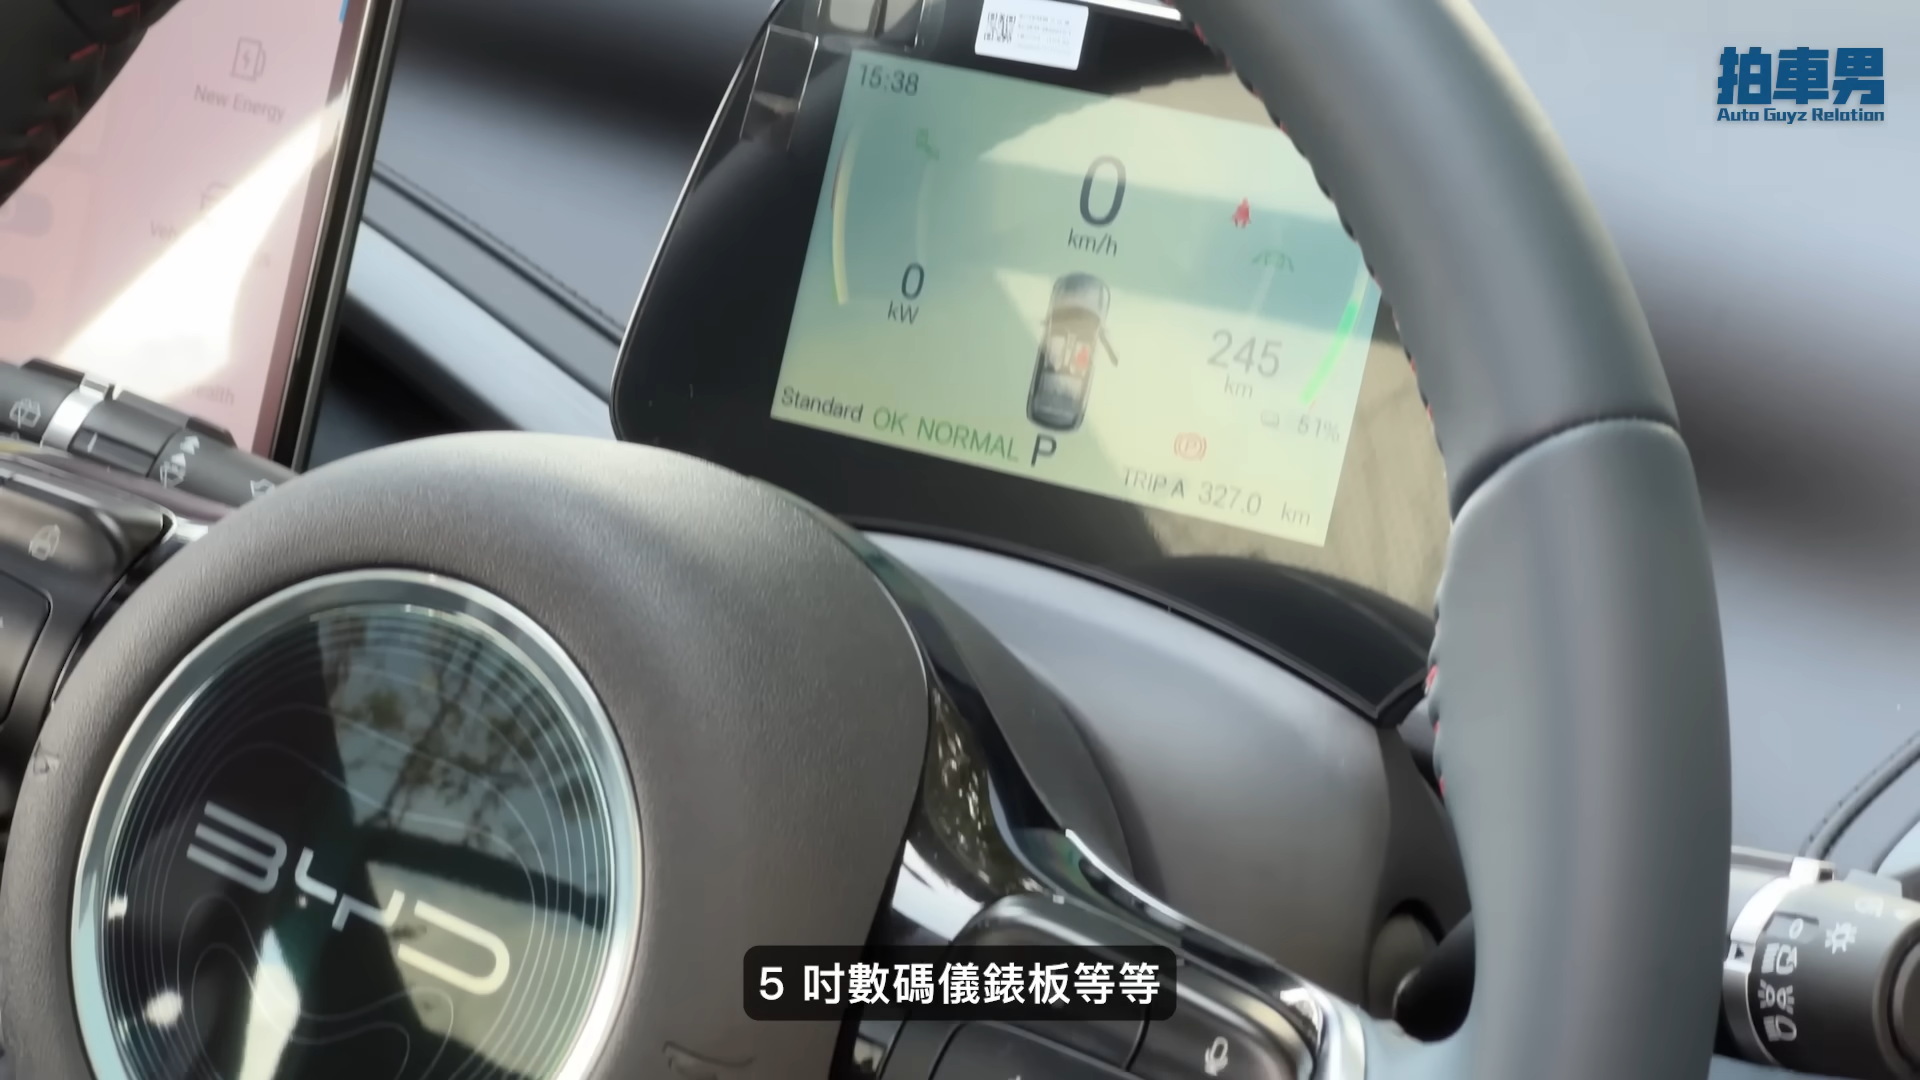 拍車男
Auto Guyz Relation
New Energy
15:38
0
km/h
0
kW
245
km
51%
Standard OK NORMAL P
TRIP A 327.0 km
BYD
5 吋數碼儀錶板等等